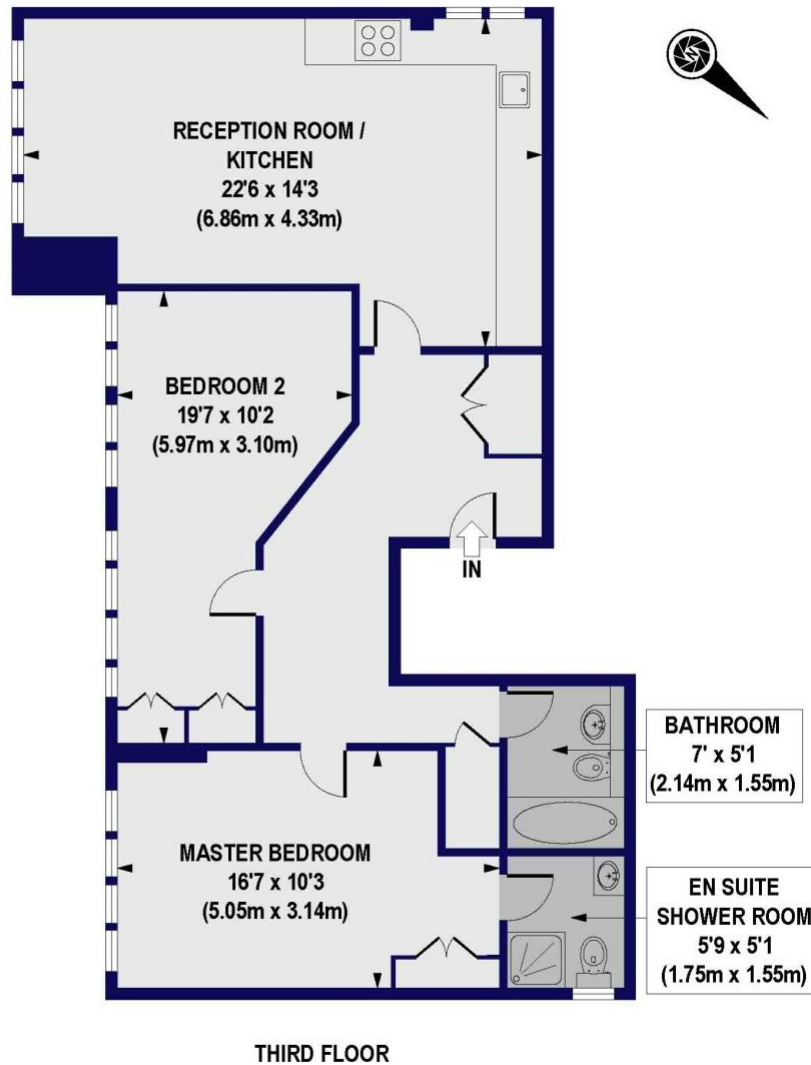 RECEPTION ROOM /
KITCHEN
22'6 x 14'3
(6.86m x 4.33m)
BEDROOM 2
19'7 x 10'2
(5.97m x 3.10m)
IN
BATHROOM
7' x 5'1
(2.14m x 1.55m)
MASTER BEDROOM
16'7 x 10'3
(5.05m x 3.14m)
EN SUITE
SHOWER ROOM
5'9 x 5'1
(1.75m x 1.55m)
THIRD FLOOR